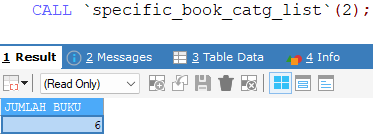 CALL `specific_book_catg_list`(2);
1 Result 2 Messages 3 Table Data 4 Info
(Read Only)
JUMLAH BUKU
6